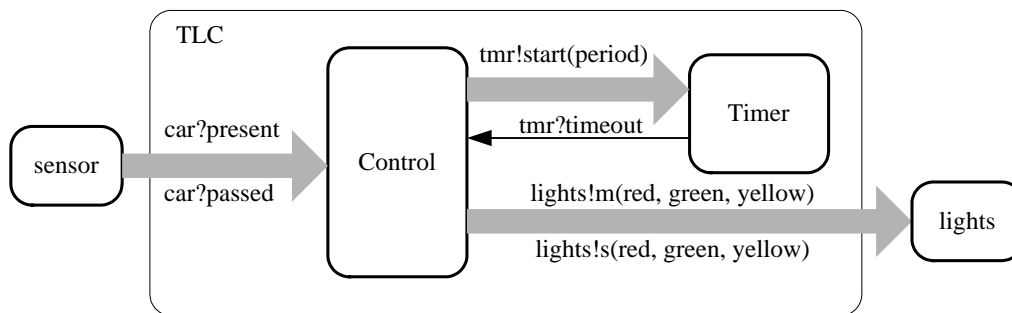 TLC
tmr!start(period)
Timer
tmr?timeout
car?present
sensor
Control
car?passed
lights!m(red, green, yellow)
lights
lights!s(red, green, yellow)